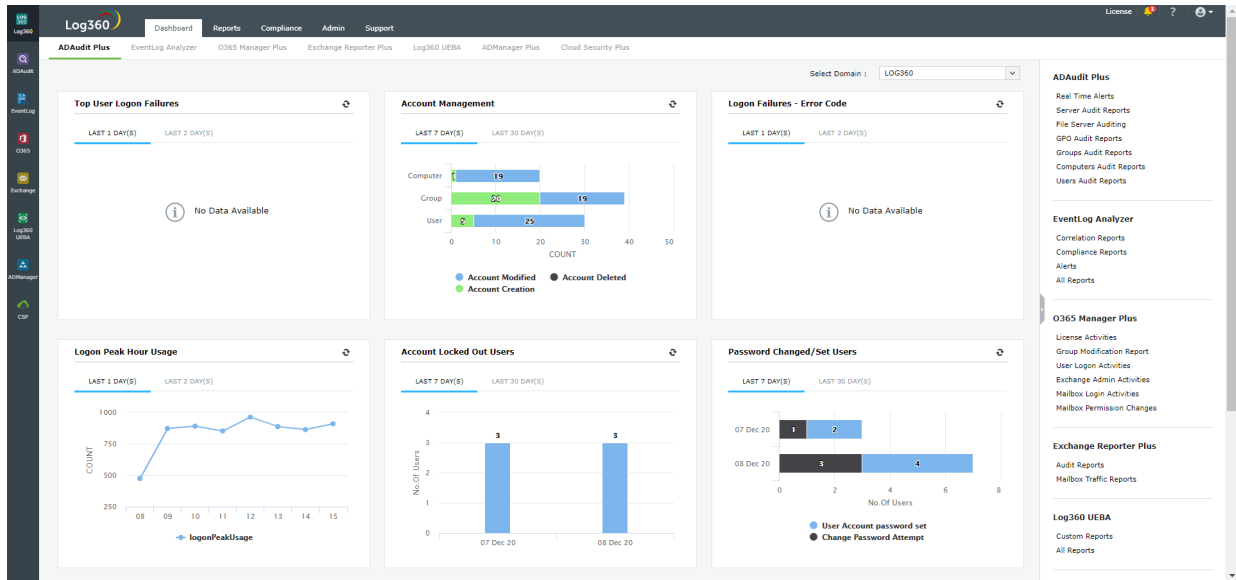 License ?
LOG 360
Log360
Log360
Dashboard Reports Compliance Admin Support
ADAudit Plus EventLog Analyzer O365 Manager Plus Exchange Reporter Plus Log360 UEBA ADManager Plus Cloud Security Plus
ADAudit
EventLog
O365
Exchange
Log360 UEBA
ADManager
CSP
Select Domain : LOG360
Top User Logon Failures
LAST 1 DAY(S) LAST 2 DAY(S)
No Data Available
Account Management
LAST 7 DAY(S) LAST 30 DAY(S)
Computer 19
Group 19
User 25
0 10 20 30 40 50
COUNT
Account Modified Account Deleted
Account Creation
Logon Failures - Error Code
LAST 1 DAY(S) LAST 2 DAY(S)
No Data Available
Logon Peak Hour Usage
LAST 1 DAY(S) LAST 2 DAY(S)
1000
750
500
250
COUNT
08 09 10 11 12 13 14 15
logonPeakUsage
Account Locked Out Users
LAST 7 DAY(S) LAST 30 DAY(S)
4
3
2
1
0
No.Of Users
3 3
07 Dec 20 08 Dec 20
Password Changed/Set Users
LAST 7 DAY(S) LAST 30 DAY(S)
07 Dec 20 1 2
08 Dec 20 3 4
0 2 4 6 8
No.Of Users
User Account password set
Change Password Attempt
ADAudit Plus
Real Time Alerts
Server Audit Reports
File Server Auditing
GPO Audit Reports
Groups Audit Reports
Computers Audit Reports
Users Audit Reports
EventLog Analyzer
Correlation Reports
Compliance Reports
Alerts
All Reports
O365 Manager Plus
License Activities
Group Modification Report
User Logon Activities
Exchange Admin Activities
Mailbox Login Activities
Mailbox Permission Changes
Exchange Reporter Plus
Audit Reports
Mailbox Traffic Reports
Log360 UEBA
Custom Reports
All Reports